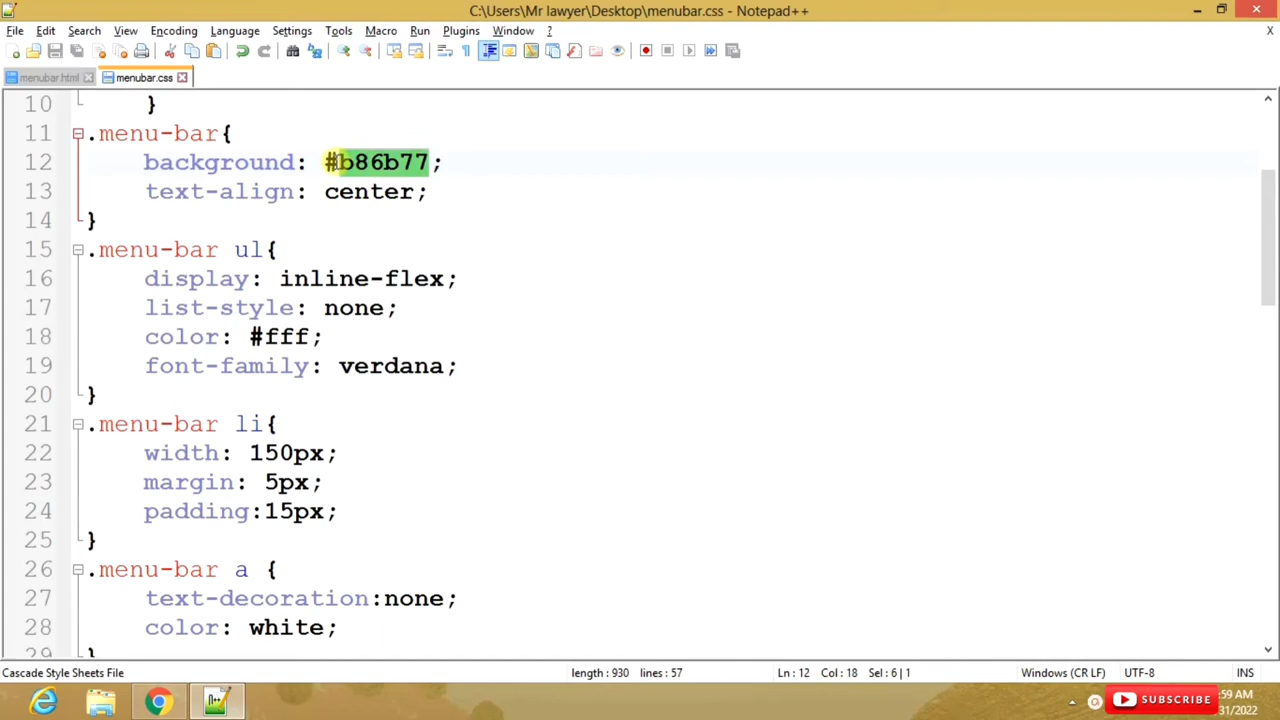 C:\Users\Mr lawyer\Desktop\menubar.css - Notepad++
File Edit Search View Encoding Language Settings Tools Macro Run Plugins Window ? X
menubar.html menubar.css
10 }
11 .menu-bar{
12 background: #b86b77;
13 text-align: center;
14 }
15 .menu-bar ul{
16 display: inline-flex;
17 list-style: none;
18 color: #fff;
19 font-family: verdana;
20 }
21 .menu-bar li{
22 width: 150px;
23 margin: 5px;
24 padding:15px;
25 }
26 .menu-bar a {
27 text-decoration:none;
28 color: white;
29 }
Cascade Style Sheets File length : 930 lines : 57 Ln : 12 Col : 18 Sel : 6 | 1 Windows (CR LF) UTF-8 INS
:59 AM
SUBSCRIBE
31/2022